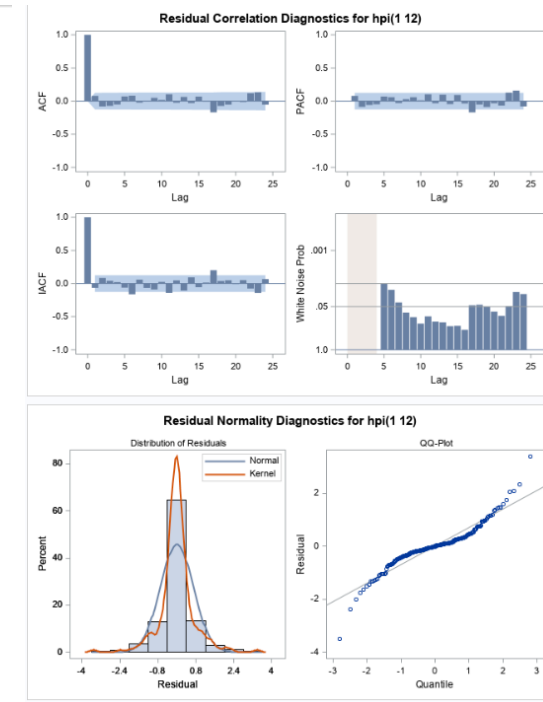 Residual Correlation Diagnostics for hpi(1 12)
1.0
0.5
0.0
-0.5
-1.0
ACF
0 5 10 15 20 25
Lag
1.0
0.5
0.0
-0.5
-1.0
PACF
0 5 10 15 20 25
Lag
1.0
0.5
0.0
-0.5
-1.0
IACF
0 5 10 15 20 25
Lag
.001
.05
1.0
White Noise Prob
0 5 10 15 20 25
Lag
Residual Normality Diagnostics for hpi(1 12)
Distribution of Residuals
Normal
Kernel
80
60
40
20
0
Percent
-4 -2.4 -0.8 0.8 2.4 4
Residual
QQ-Plot
2
0
-2
-4
Residual
-3 -2 -1 0 1 2 3
Quantile